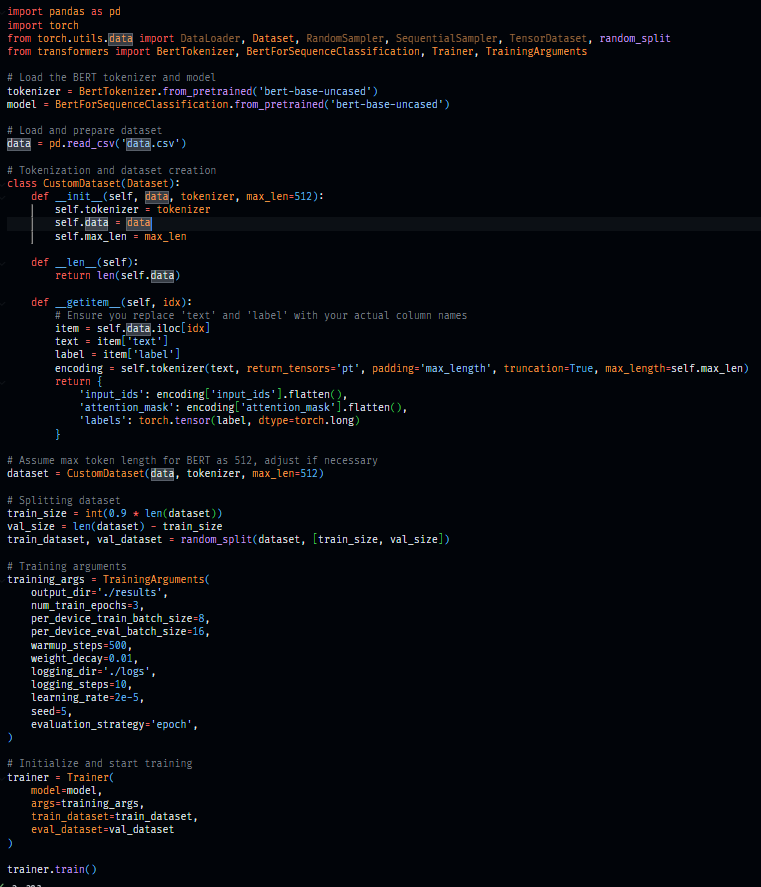 import pandas as pd
import torch
from torch.utils.data import DataLoader, Dataset, RandomSampler, SequentialSampler, TensorDataset, random_split
from transformers import BertTokenizer, BertForSequenceClassification, Trainer, TrainingArguments

# Load the BERT tokenizer and model
tokenizer = BertTokenizer.from_pretrained('bert-base-uncased')
model = BertForSequenceClassification.from_pretrained('bert-base-uncased')

# Load and prepare dataset
data = pd.read_csv('data.csv')

# Tokenization and dataset creation
class CustomDataset(Dataset):
    def __init__(self, data, tokenizer, max_len=512):
        self.tokenizer = tokenizer
        self.data = data
        self.max_len = max_len

    def __len__(self):
        return len(self.data)

    def __getitem__(self, idx):
        # Ensure you replace 'text' and 'label' with your actual column names
        item = self.data.iloc[idx]
        text = item['text']
        label = item['label']
        encoding = self.tokenizer(text, return_tensors='pt', padding='max_length', truncation=True, max_length=self.max_len)
        return {
            'input_ids': encoding['input_ids'].flatten(),
            'attention_mask': encoding['attention_mask'].flatten(),
            'labels': torch.tensor(label, dtype=torch.long)
        }

# Assume max token length for BERT as 512, adjust if necessary
dataset = CustomDataset(data, tokenizer, max_len=512)

# Splitting dataset
train_size = int(0.9 * len(dataset))
val_size = len(dataset) - train_size
train_dataset, val_dataset = random_split(dataset, [train_size, val_size])

# Training arguments
training_args = TrainingArguments(
    output_dir='./results',
    num_train_epochs=3,
    per_device_train_batch_size=8,
    per_device_eval_batch_size=16,
    warmup_steps=500,
    weight_decay=0.01,
    logging_dir='./logs',
    logging_steps=10,
    learning_rate=2e-5,
    seed=5,
    evaluation_strategy='epoch',
)

# Initialize and start training
trainer = Trainer(
    model=model,
    args=training_args,
    train_dataset=train_dataset,
    eval_dataset=val_dataset
)

trainer.train()